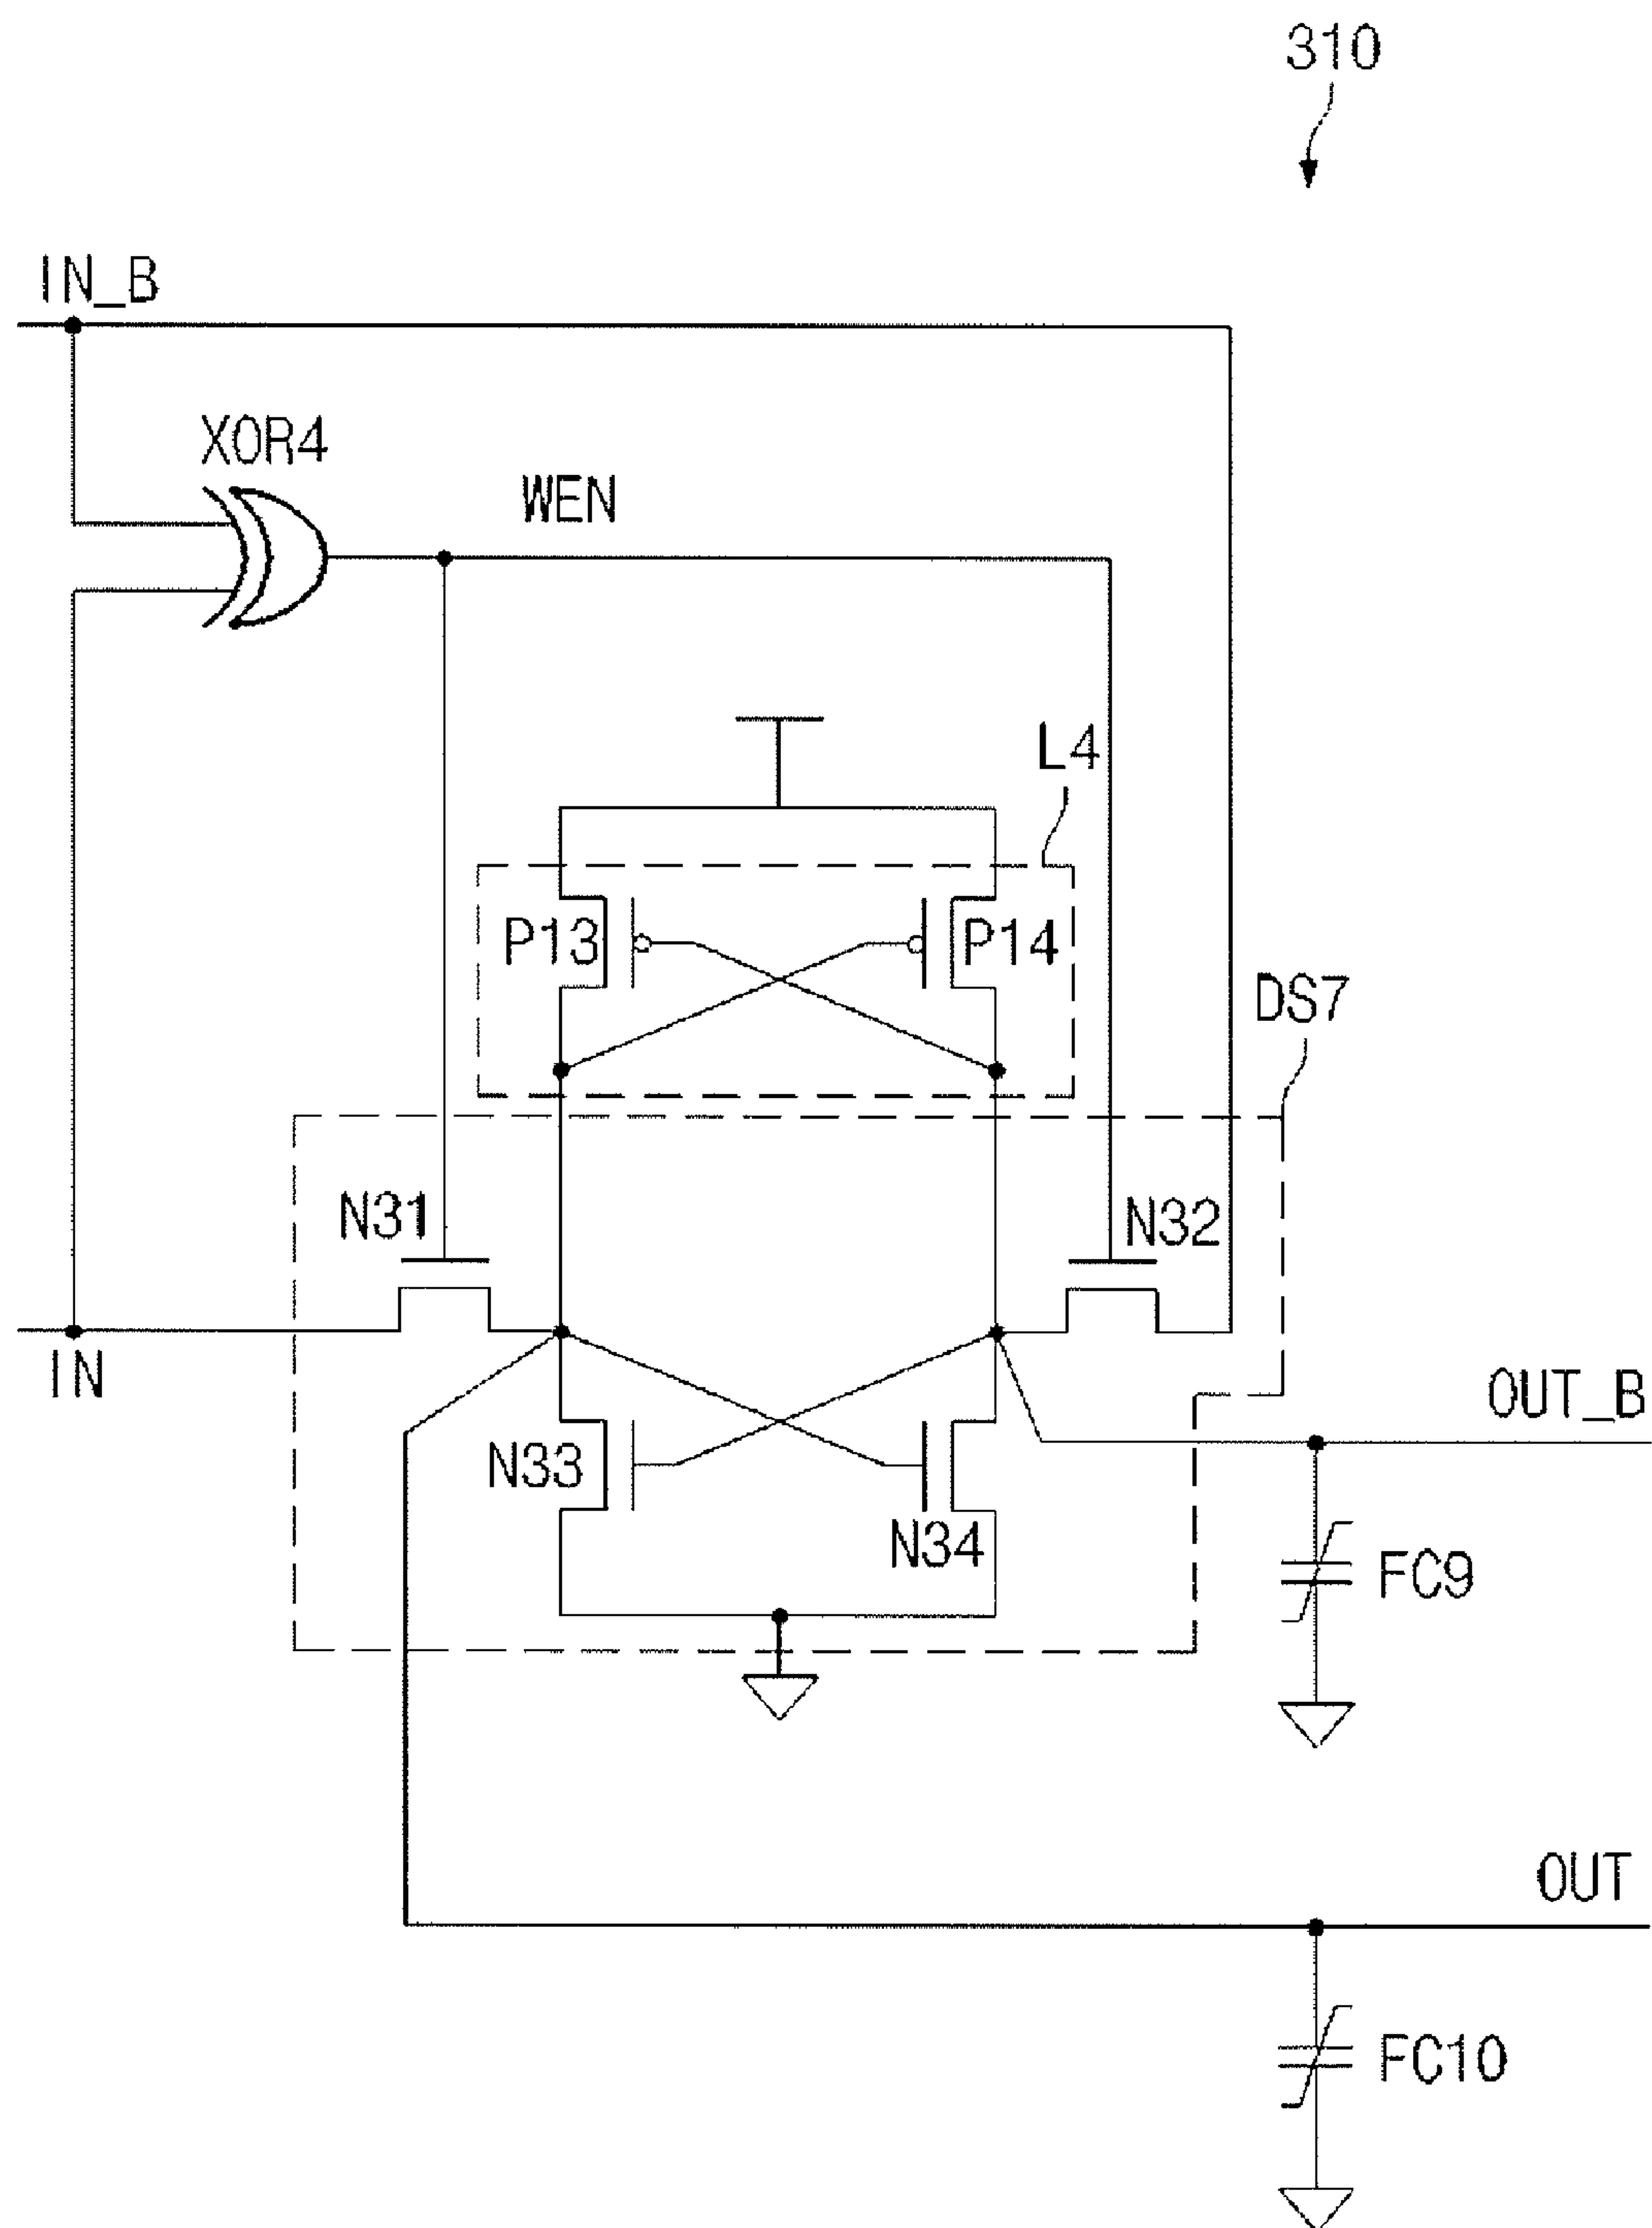 310
IN_B
XOR4
WEN
L4
P13
P14
DS7
N31
N32
IN
OUT_B
N33
N34
FC9
OUT
FC10